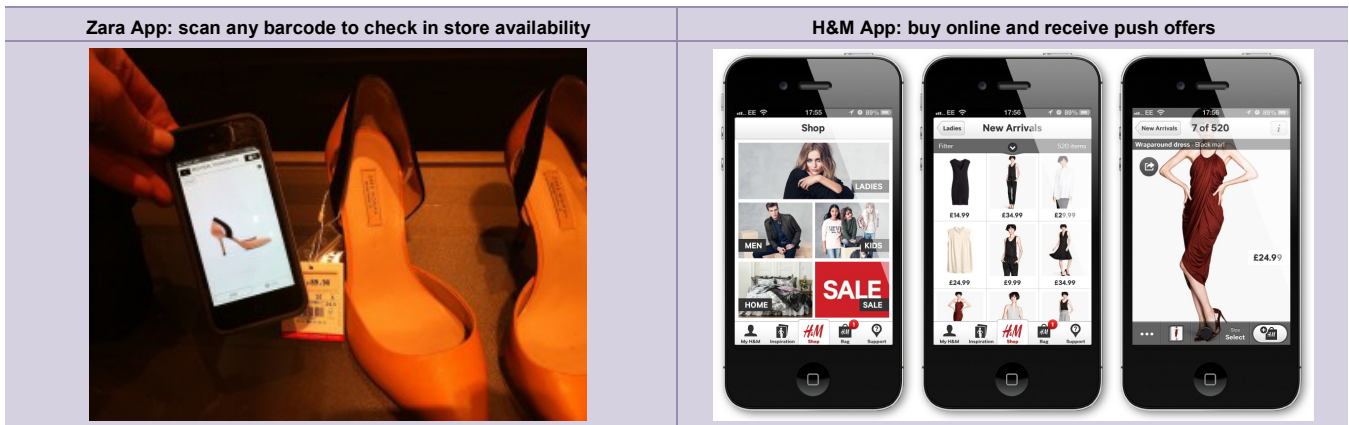 Zara App: scan any barcode to check in store availability
H&M App: buy online and receive push offers
EE 17:55 89%
Shop
LADIES
MEN
KIDS
HOME
SALE
SALE
My H&M Inspiration H&M Shop Bag 1 Support
EE 17:56 89%
Ladies New Arrivals
Filter 520 items
£14.99 £34.99 £29.99
£24.99 £9.99 £34.99
My H&M Inspiration H&M Shop Bag 1 Support
EE 17:56 89%
New Arrivals 7 of 520 i
Wraparound dress - Black marl
£24.99
Size
Select